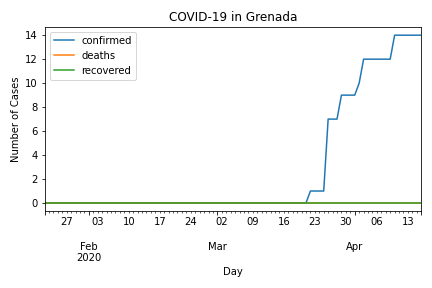 COVID-19 in Grenada
confirmed
deaths
recovered
Number of Cases
14
12
10
8
6
4
2
0
27 03 10 17 24 02 09 16 23 30 06 13
Feb Mar Apr
2020
Day